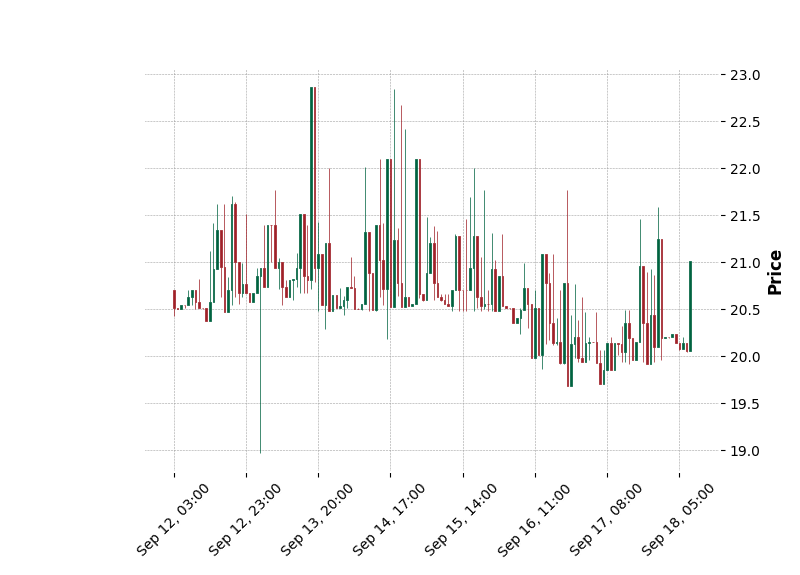 23.0
22.5
22.0
21.5
21.0
20.5
20.0
19.5
19.0
Price
Sep 12, 03:00
Sep 12, 23:00
Sep 13, 20:00
Sep 14, 17:00
Sep 15, 14:00
Sep 16, 11:00
Sep 17, 08:00
Sep 18, 05:00